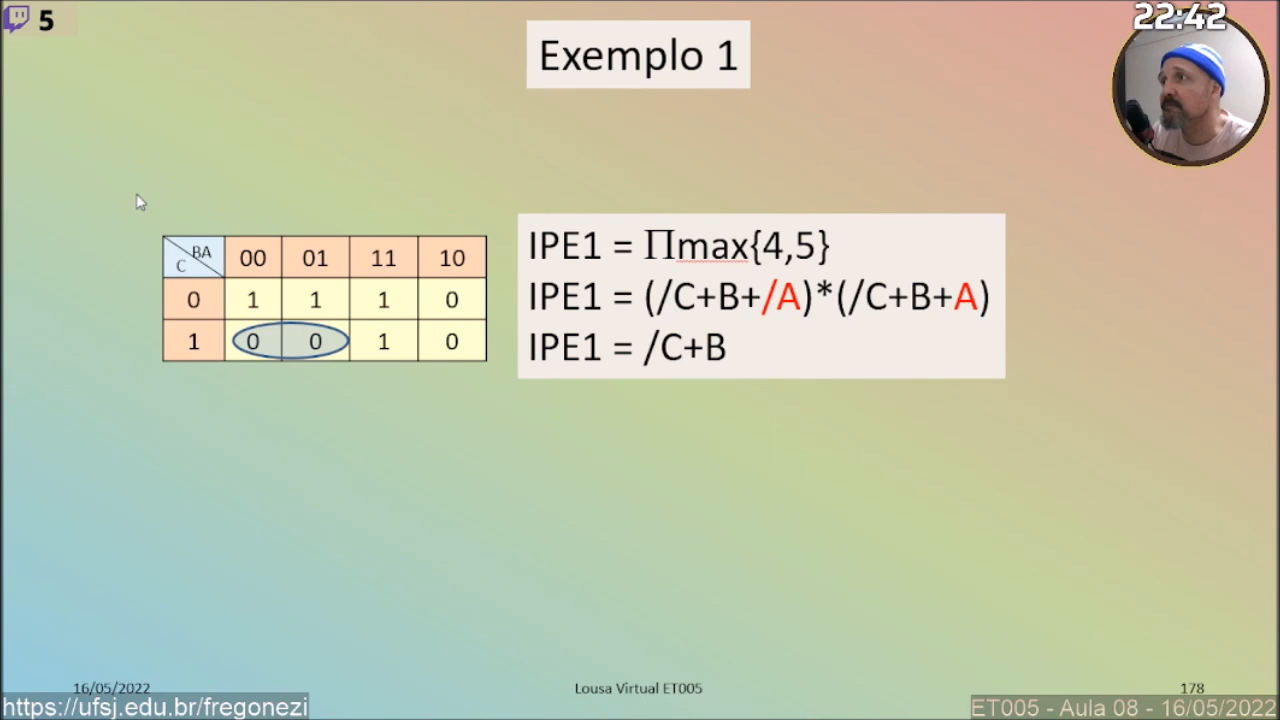 5
22:42
Exemplo 1
BA
C
00 01 11 10
0 1 1 1 0
1 0 0 1 0
IPE1 = Πmax{4,5}
IPE1 = (/C+B+/A)*(/C+B+A)
IPE1 = /C+B
16/05/2022
Lousa Virtual ET005
178
https://ufsj.edu.br/fregonezi
ET005 - Aula 08 - 16/05/2022